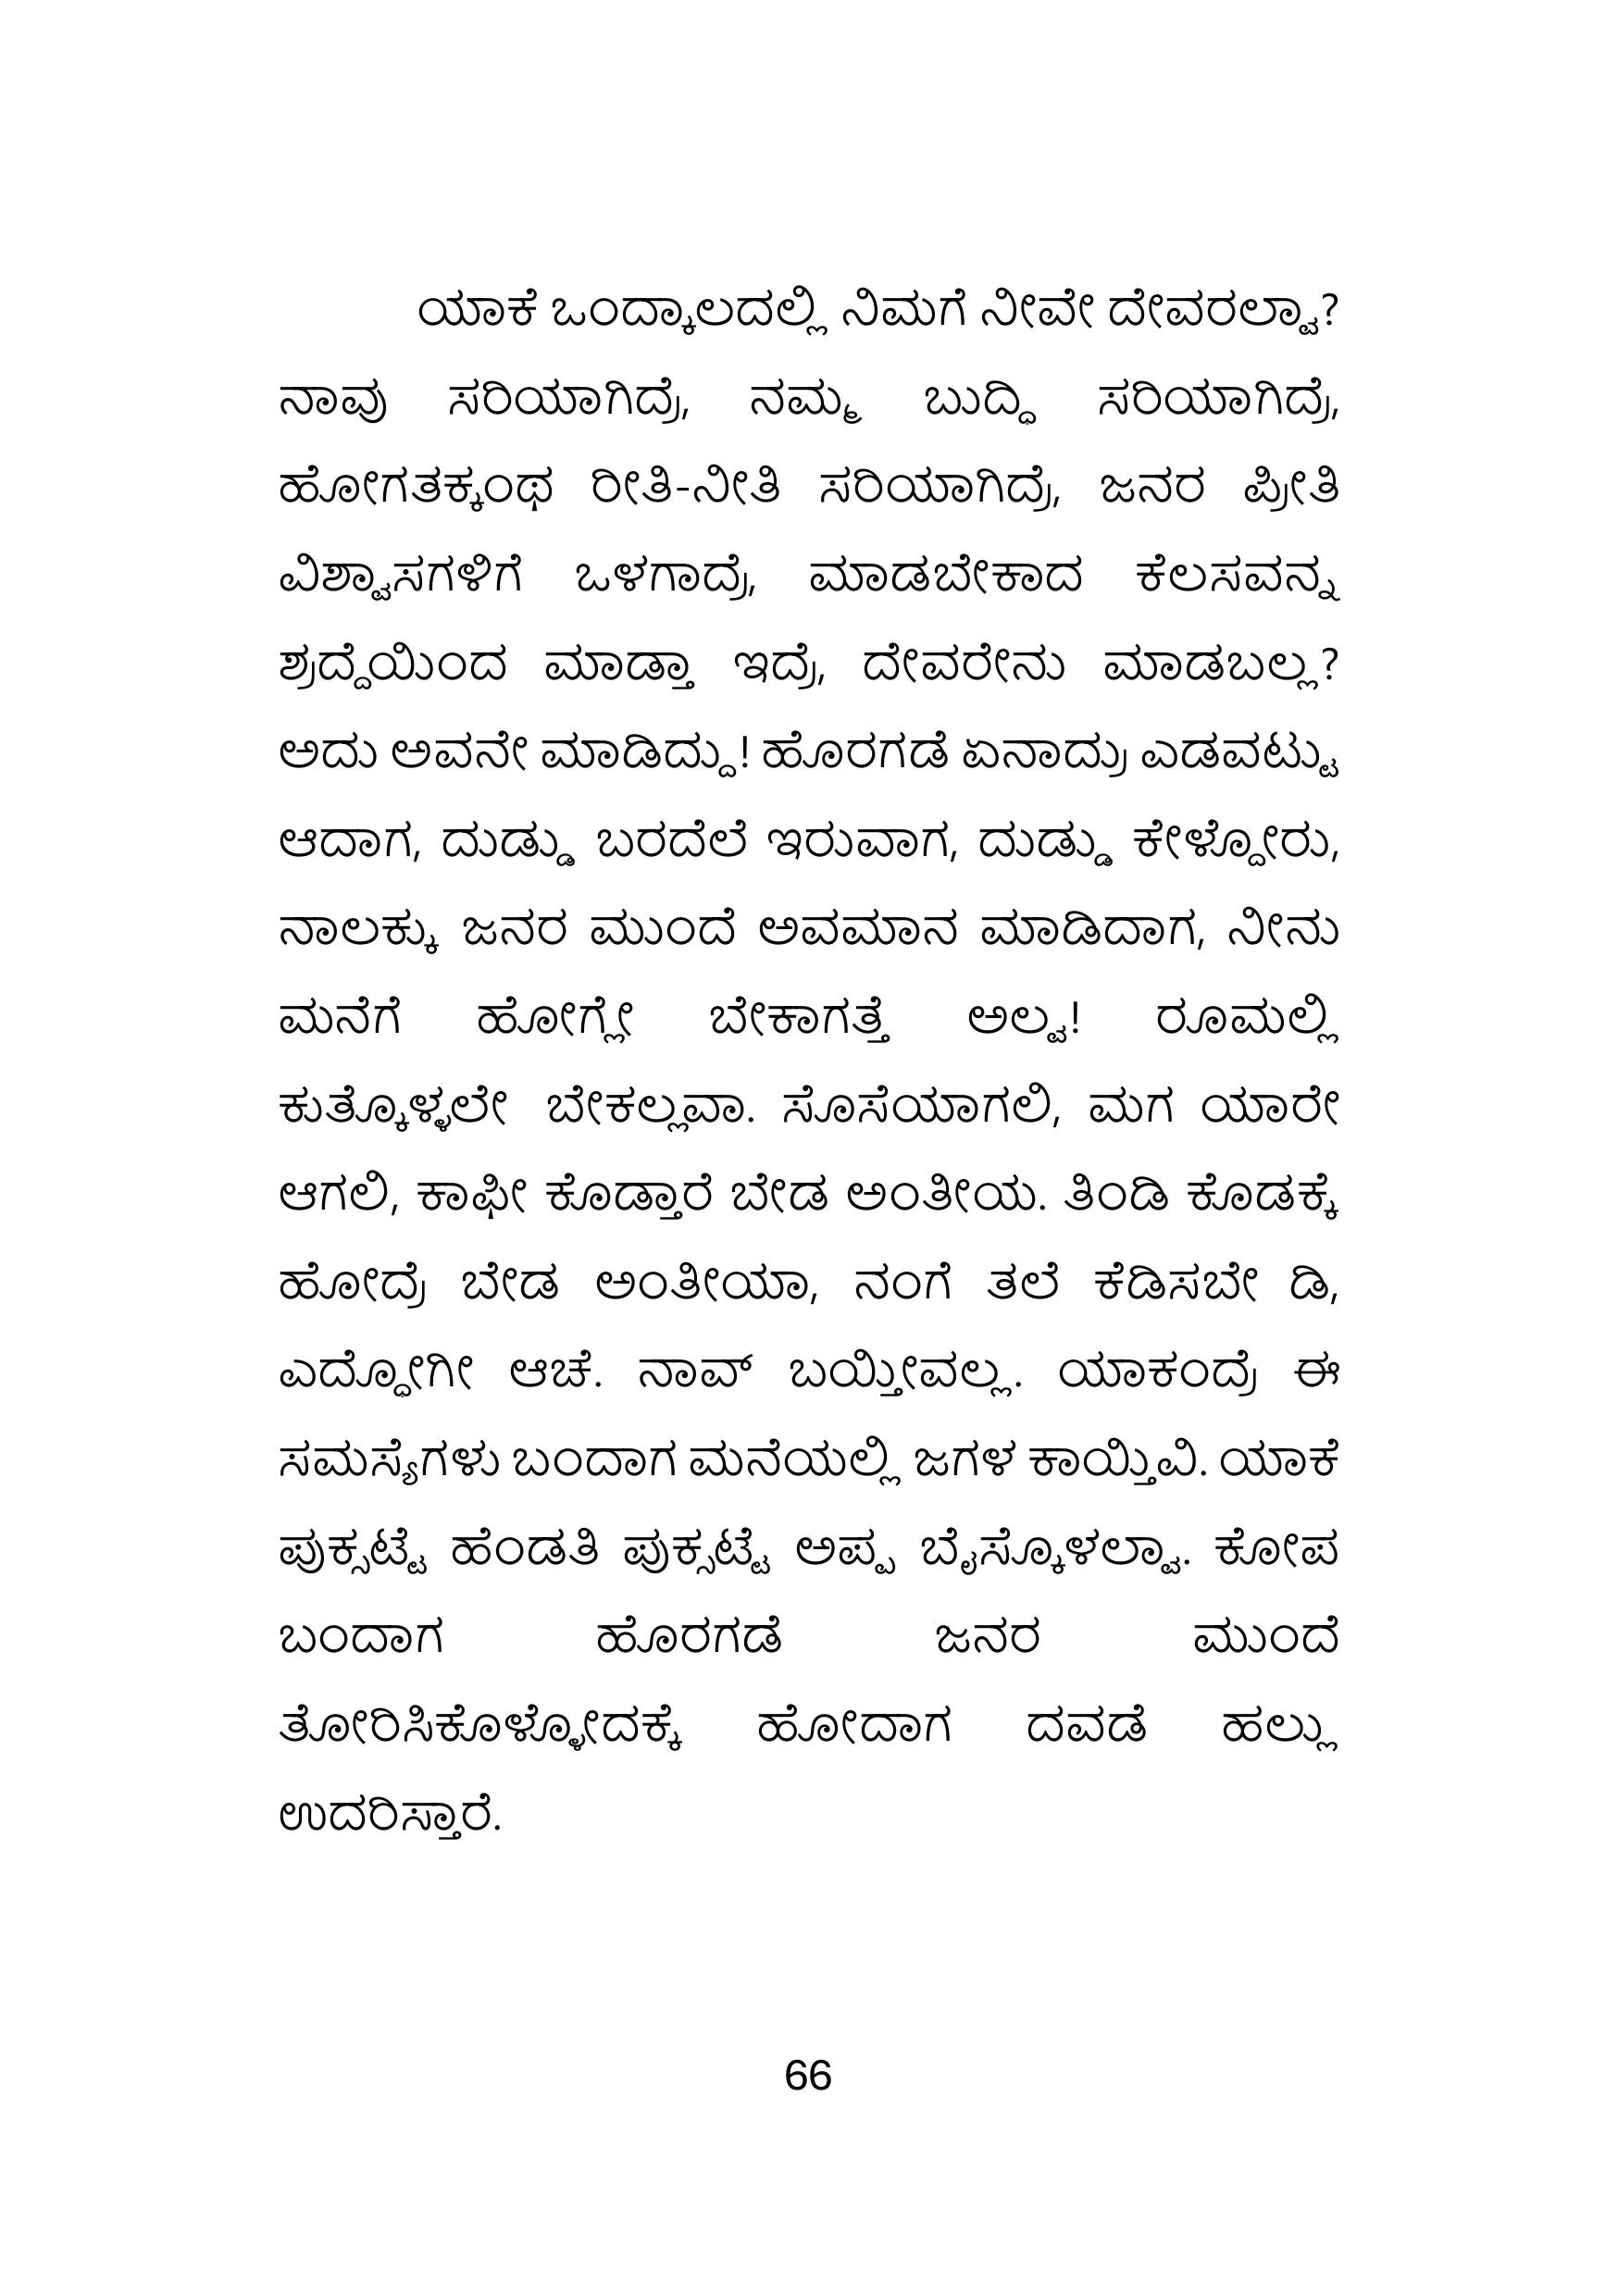 ಯಾಕೆ ಒಂದ್ಕಾಲದಲ್ಲಿ ನಿಮಗೆ ನೀವೇ ದೇವರಲ್ವಾ?
ನಾವು ಸರಿಯಾಗಿದ್ರೆ, ನಮ್ಮ ಬುದ್ಧಿ ಸರಿಯಾಗಿದ್ರೆ,
ಹೋಗತಕ್ಕಂಥ ರೀತಿ-ನೀತಿ ಸರಿಯಾಗಿದ್ರೆ, ಜನರ ಪ್ರೀತಿ
ವಿಶ್ವಾಸಗಳಿಗೆ ಒಳಗಾದ್ರೆ, ಮಾಡಬೇಕಾದ ಕೆಲಸವನ್ನ
ಶ್ರದ್ದೆಯಿಂದ ಮಾಡ್ತಾ ಇದ್ರೆ, ದೇವರೇನು ಮಾಡಬಲ್ಲ?
ಅದು ಅವನೇ ಮಾಡಿದ್ದು! ಹೊರಗಡೆ ಏನಾದ್ರು ಎಡವಟ್ಟು
ಆದಾಗ, ದುಡ್ಡು ಬರದೆಲೆ ಇರುವಾಗ, ದುಡ್ಡು ಕೇಳ್ದೋರು,
ನಾಲಕ್ಕು ಜನರ ಮುಂದೆ ಅವಮಾನ ಮಾಡಿದಾಗ, ನೀನು
ಮನೆಗೆ ಹೋಗ್ಲೇ ಬೇಕಾಗತ್ತೆ ಅಲ್ವ! ರೂಮಲ್ಲಿ
ಕುತ್ಕೊಳ್ಳಲೇ ಬೇಕಲ್ಲವಾ. ಸೊಸೆಯಾಗಲಿ, ಮಗ ಯಾರೇ
ಆಗಲಿ, ಕಾಫೀ ಕೊಡ್ತಾರೆ ಬೇಡ ಅಂತೀಯ. ತಿಂಡಿ ಕೊಡಕ್ಕೆ
ಹೋದ್ರೆ ಬೇಡ ಅಂತೀಯಾ, ನಂಗೆ ತಲೆ ಕೆಡಿಸಬೇ ಡಿ,
ಎದ್ಧೋಗೀ ಆಚೆ. ನಾವ್ ಬಯ್ತೀವಲ್ಲ. ಯಾಕಂದ್ರೆ ಈ
ಸಮಸ್ಯೆಗಳು ಬಂದಾಗ ಮನೆಯಲ್ಲಿ ಜಗಳ ಕಾಯ್ತಿವಿ. ಯಾಕೆ
ಪುಕ್ಸಟ್ಟೆ ಹೆಂಡತಿ ಪುಕ್ಸಟ್ಟೆ ಅಪ್ಪ ಬೈಸ್ಕೊಳಲ್ವಾ. ಕೋಪ
ಬಂದಾಗ ಹೊರಗಡೆ ಜನರ ಮುಂದೆ
ತೋರಿಸಿಕೊಳ್ಳೋದಕ್ಕೆ ಹೋದಾಗ ದವಡೆ ಹಲ್ಲು
ಉದರಿಸ್ತಾರೆ.
66